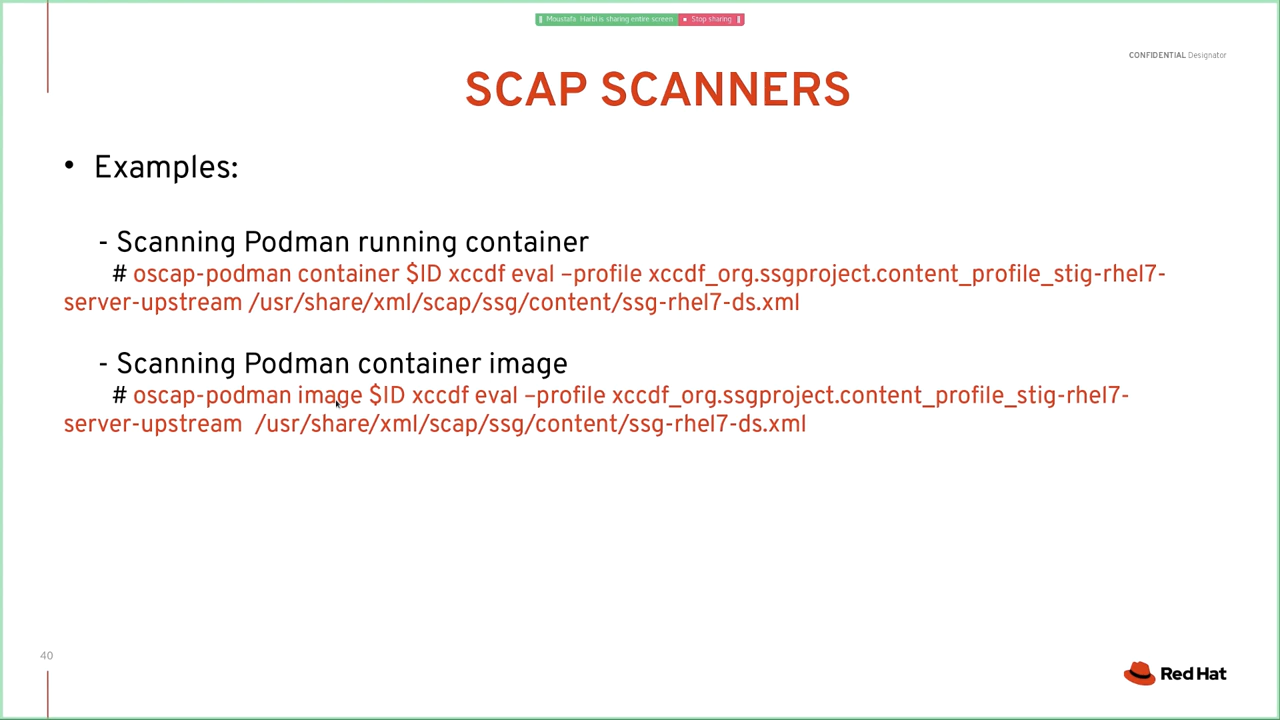 Moustafa Harbi is sharing entire screen Stop sharing
CONFIDENTIAL Designator
SCAP SCANNERS
• Examples:
- Scanning Podman running container
# oscap-podman container $ID xccdf eval –profile xccdf_org.ssgproject.content_profile_stig-rhel7-
server-upstream /usr/share/xml/scap/ssg/content/ssg-rhel7-ds.xml
- Scanning Podman container image
# oscap-podman image $ID xccdf eval –profile xccdf_org.ssgproject.content_profile_stig-rhel7-
server-upstream /usr/share/xml/scap/ssg/content/ssg-rhel7-ds.xml
40
Red Hat